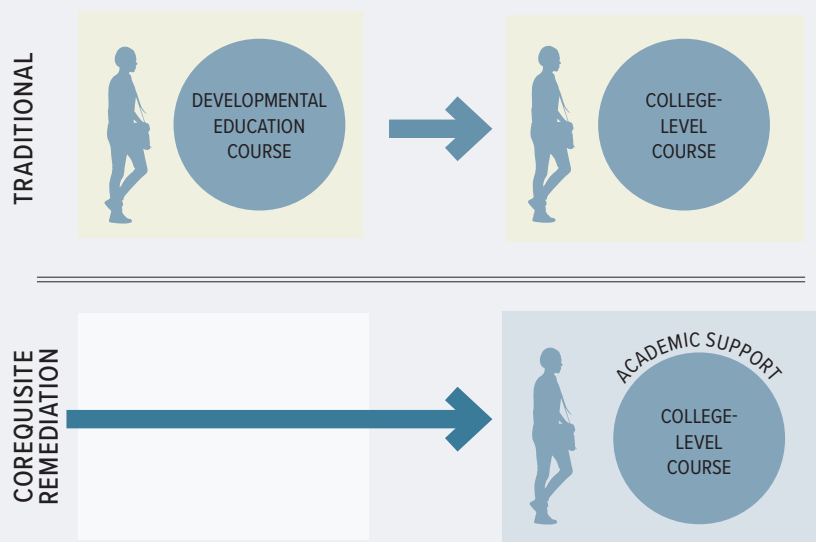 TRADITIONAL
DEVELOPMENTAL
EDUCATION
COURSE
COLLEGE-
LEVEL
COURSE
COREQUISITE
REMEDIATION
ACADEMIC SUPPORT
COLLEGE-
LEVEL
COURSE